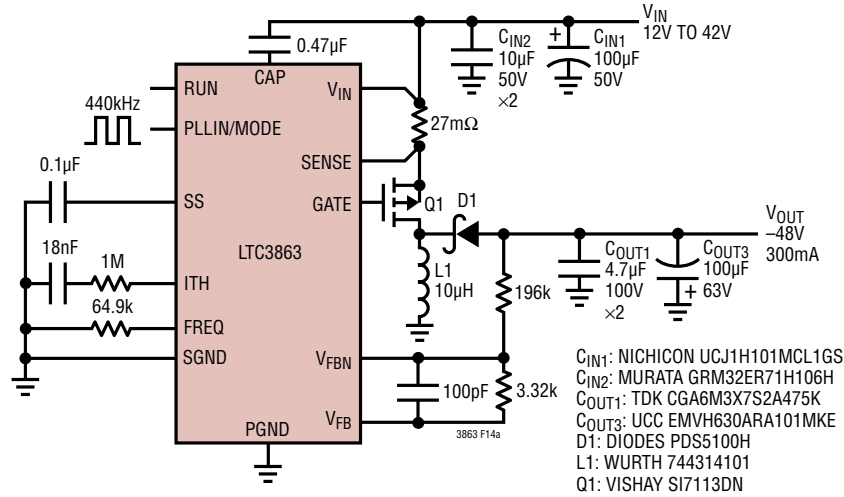 V_IN
12V TO 42V
0.47µF
C_IN2
10µF
50V
×2
+
C_IN1
100µF
50V
CAP
RUN
V_IN
440kHz
PLLIN/MODE
27mΩ
SENSE
0.1µF
SS
GATE
Q1
D1
V_OUT
–48V
300mA
LTC3863
18nF
1M
ITH
L1
10µH
196k
C_OUT1
4.7µF
100V
×2
C_OUT3
100µF
+ 63V
64.9k
FREQ
SGND
V_FBN
100pF
3.32k
V_FB
PGND
3863 F14a
C_IN1: NICHICON UCJ1H101MCL1GS
C_IN2: MURATA GRM32ER71H106H
C_OUT1: TDK CGA6M3X7S2A475K
C_OUT3: UCC EMVH630ARA101MKE
D1: DIODES PDS5100H
L1: WURTH 744314101
Q1: VISHAY SI7113DN